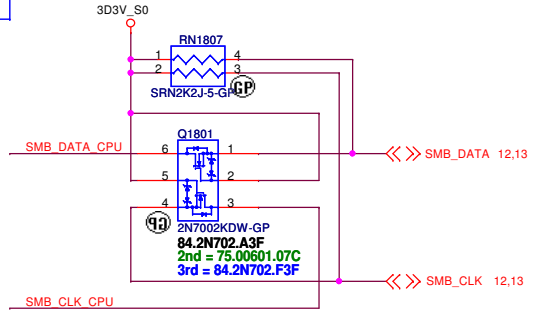 3D3V_S0
RN1807
1 4
2 3
SRN2K2J-5-GP
GP
Q1801
SMB_DATA_CPU 6 1 SMB_DATA 12,13
5 2
4 3
GP
2N7002KDW-GP
84.2N702.A3F
2nd = 75.00601.07C
3rd = 84.2N702.F3F
SMB_CLK 12,13
SMB_CLK_CPU